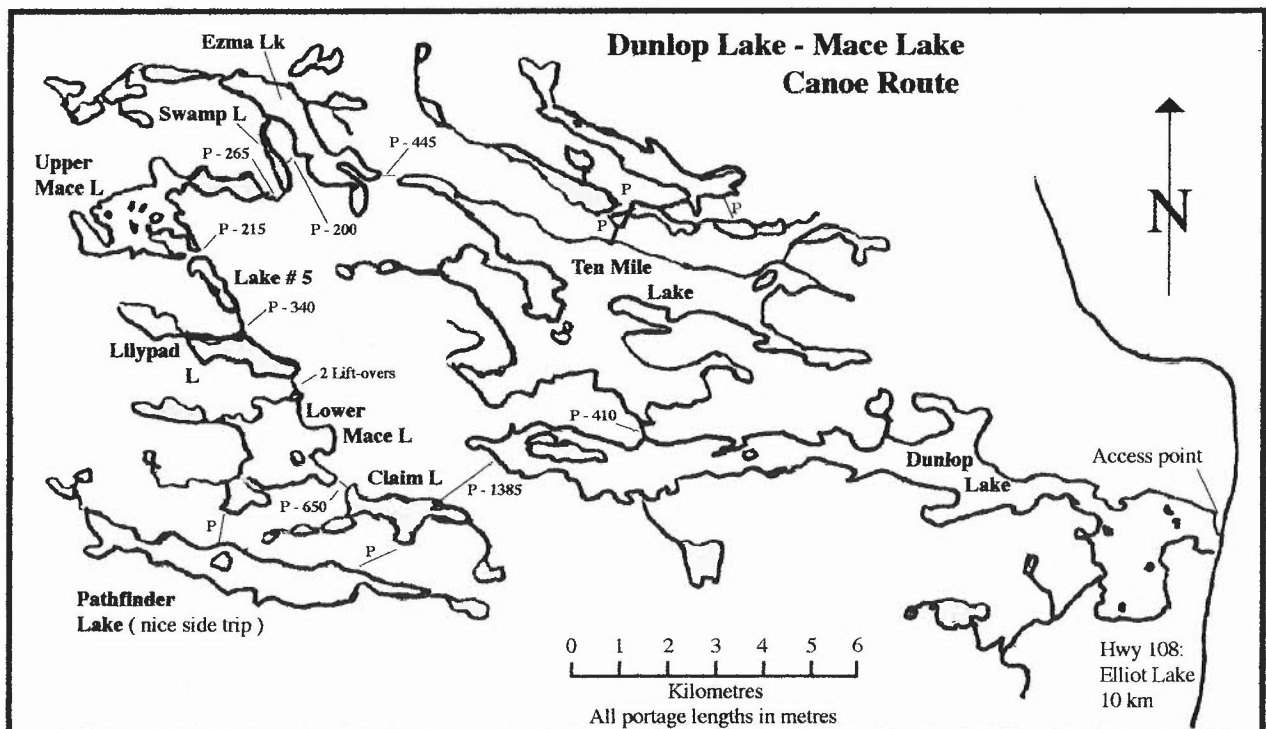 Dunlop Lake - Mace Lake
Canoe Route
Ezma Lk
Swamp L
P - 265
P - 445
Upper
Mace L
P - 215
P - 200
P
P
P
N
Lake # 5
Ten Mile
Lake
P - 340
Lilypad
L
2 Lift-overs
Lower
Mace L
P - 410
Claim L
Dunlop
Lake
Access point
P - 650
P - 1385
P
P
Pathfinder
Lake ( nice side trip )
0 1 2 3 4 5 6
Kilometres
All portage lengths in metres
Hwy 108:
Elliot Lake
10 km